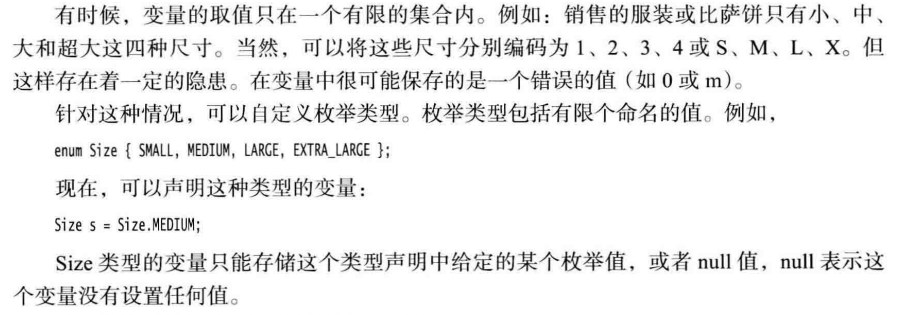 有时候，变量的取值只在一个有限的集合内。例如：销售的服装或比萨饼只有小、中、
大和超大这四种尺寸。当然，可以将这些尺寸分别编码为 1、2、3、4 或 S、M、L、X。但
这样存在着一定的隐患。在变量中很可能保存的是一个错误的值（如 0 或 m）。
针对这种情况，可以自定义枚举类型。枚举类型包括有限个命名的值。例如，
enum Size { SMALL, MEDIUM, LARGE, EXTRA_LARGE };
现在，可以声明这种类型的变量：
Size s = Size.MEDIUM;
Size 类型的变量只能存储这个类型声明中给定的某个枚举值，或者 null 值，null 表示这
个变量没有设置任何值。